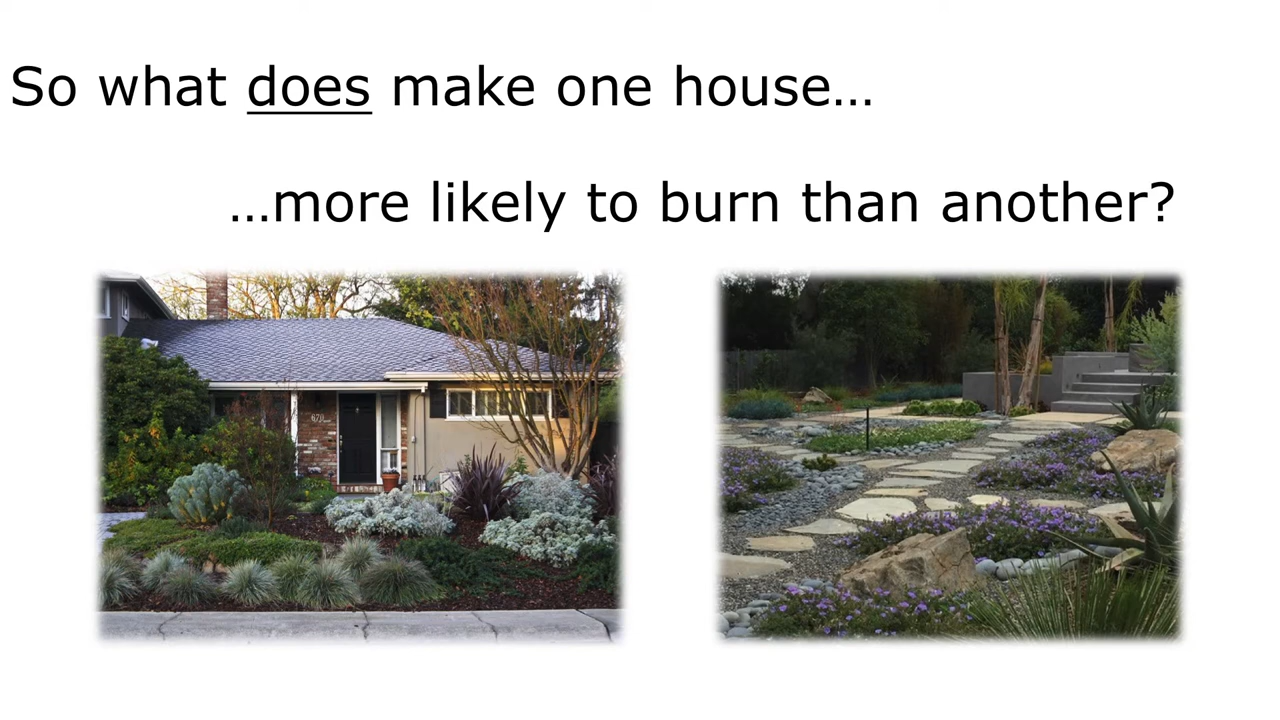 So what does make one house…
…more likely to burn than another?